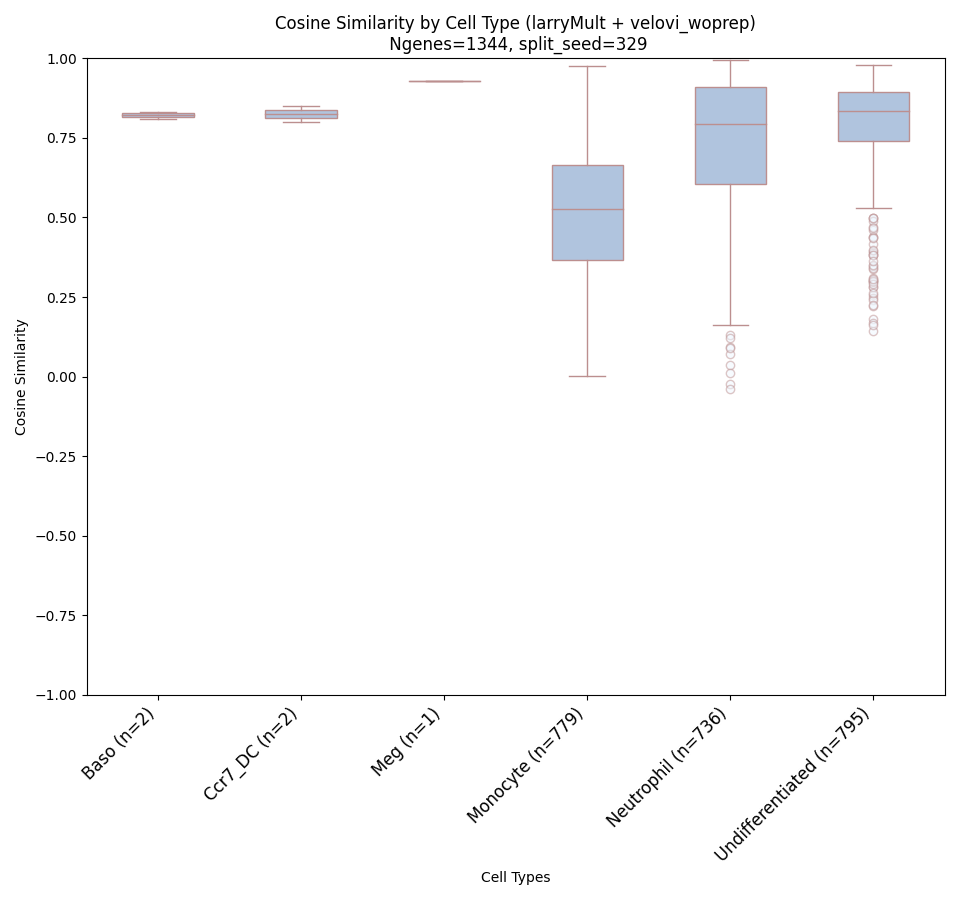 Cosine Similarity by Cell Type (larryMult + velovi_woprep)
Ngenes=1344, split_seed=329
1.00
0.75
0.50
0.25
0.00
−0.25
−0.50
−0.75
−1.00
Cosine Similarity
Baso (n=2)
Ccr7_DC (n=2)
Meg (n=1)
Monocyte (n=779)
Neutrophil (n=736)
Undifferentiated (n=795)
Cell Types